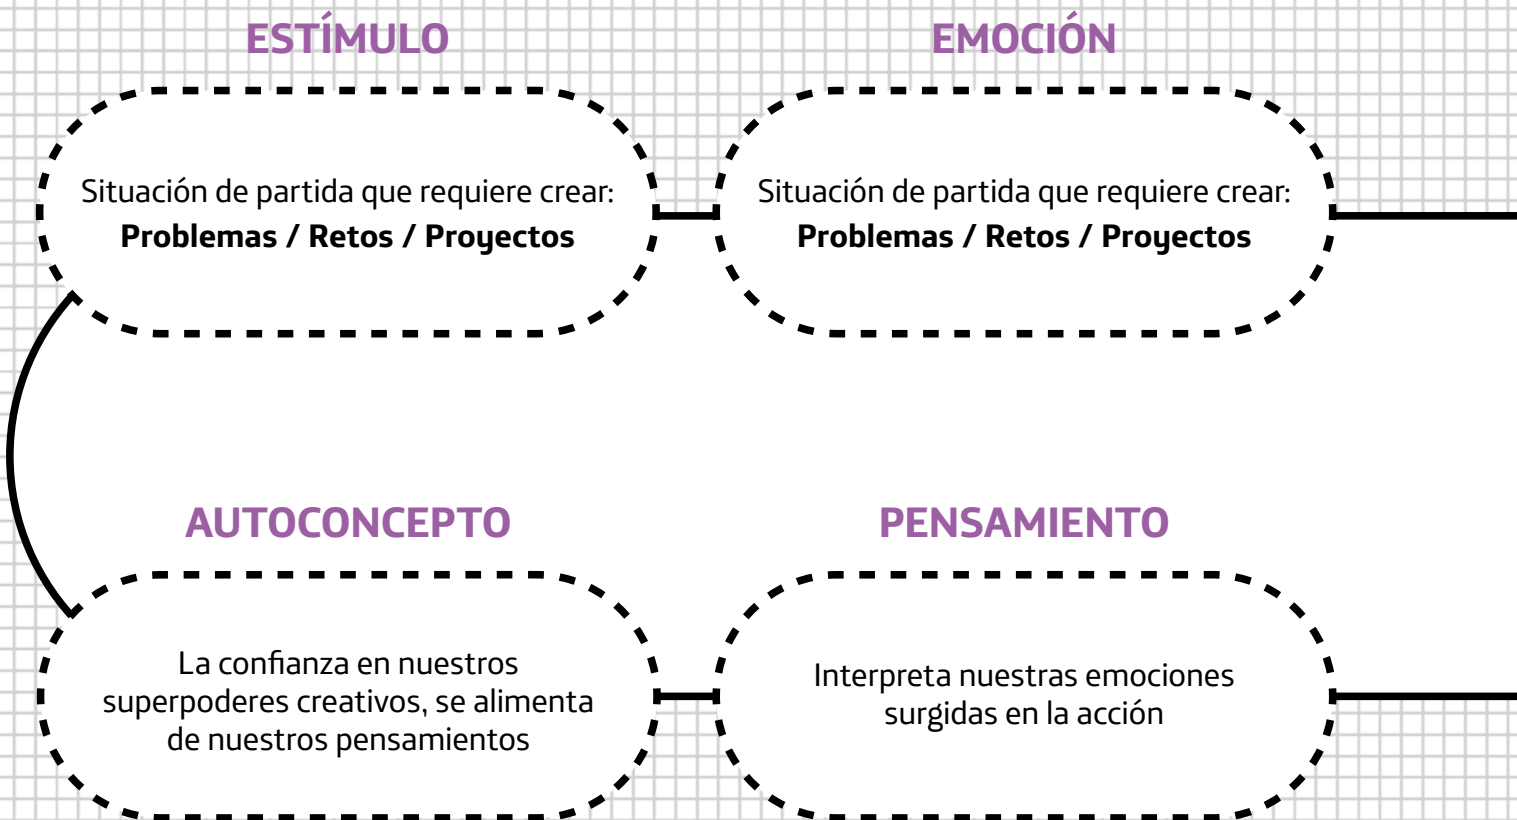 ESTÍMULO
Situación de partida que requiere crear:
Problemas / Retos / Proyectos
EMOCIÓN
Situación de partida que requiere crear:
Problemas / Retos / Proyectos
AUTOCONCEPTO
La confianza en nuestros
superpoderes creativos, se alimenta
de nuestros pensamientos
PENSAMIENTO
Interpreta nuestras emociones
surgidas en la acción